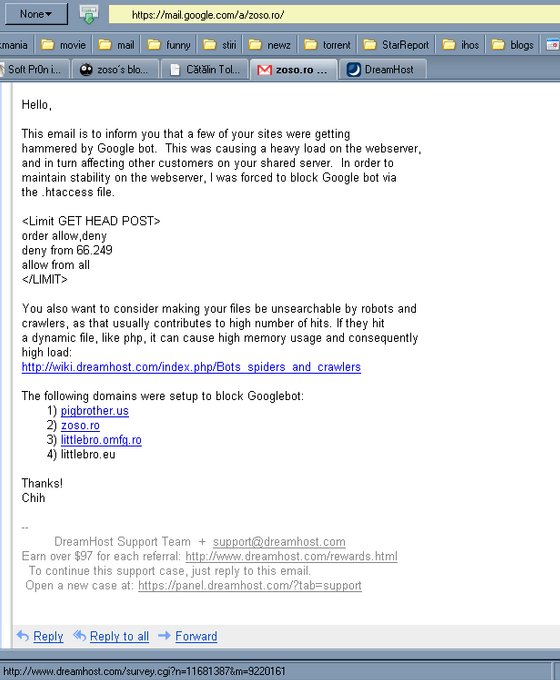 None▾
https://mail.google.com/a/zoso.ro/
mania movie mail funny stiri newz torrent StarReport ihos blogs
Soft Pr0n i... zoso´s blo... Cătălin Tol... zoso.ro ... DreamHost
Hello,
This email is to inform you that a few of your sites were getting
hammered by Google bot.  This was causing a heavy load on the webserver,
and in turn affecting other customers on your shared server.  In order to
maintain stability on the webserver, I was forced to block Google bot via
the .htaccess file.
<Limit GET HEAD POST>
order allow,deny
deny from 66.249
allow from all
</LIMIT>
You also want to consider making your files be unsearchable by robots and
crawlers, as that usually contributes to high number of hits. If they hit
a dynamic file, like php, it can cause high memory usage and consequently
high load:
http://wiki.dreamhost.com/index.php/Bots_spiders_and_crawlers
The following domains were setup to block Googlebot:
1) pigbrother.us
2) zoso.ro
3) littlebro.omfg.ro
4) littlebro.eu
Thanks!
Chih
--
DreamHost Support Team  +  support@dreamhost.com
Earn over $97 for each referral: http://www.dreamhost.com/rewards.html
To continue this support case, just reply to this email.
Open a new case at: https://panel.dreamhost.com/?tab=support
Reply Reply to all Forward
http://www.dreamhost.com/survey.cgi?n=11681387&m=9220161